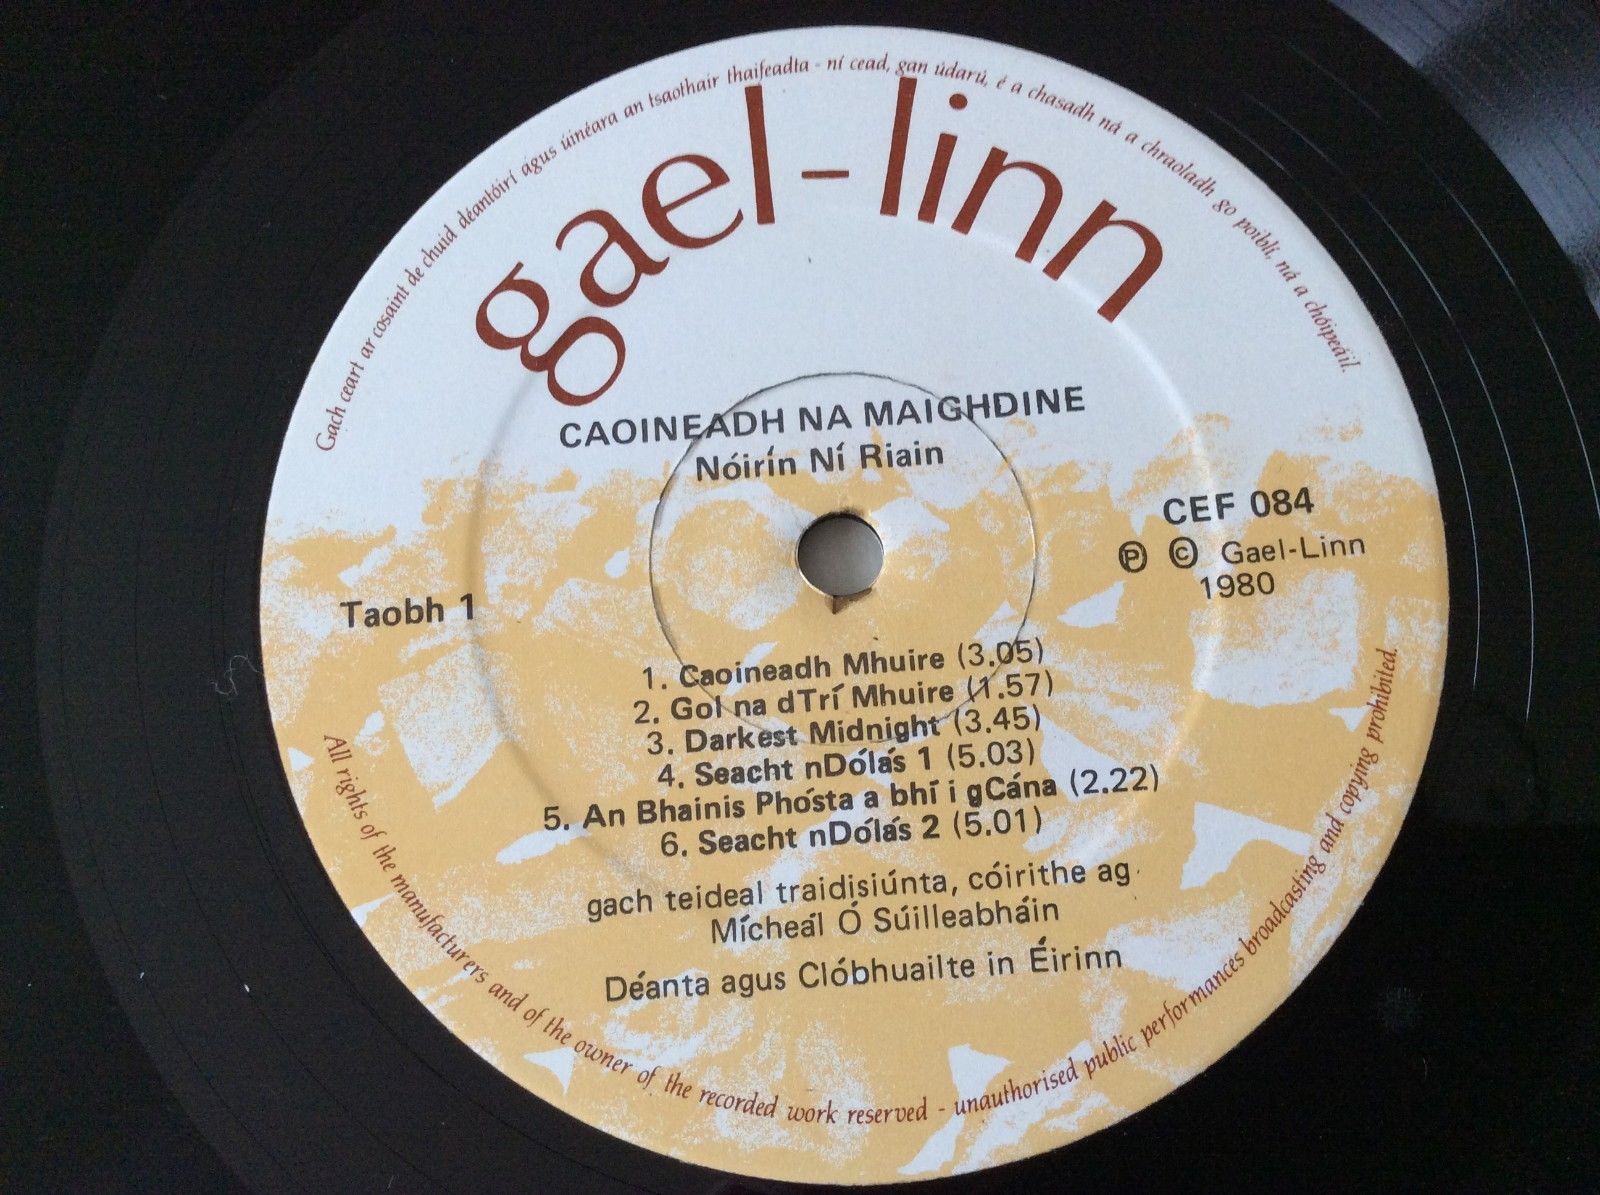 Gach ceart ar cosaint de chuid déantóirí agus úinéara an tsaothair thaifeadta - ní cead, gan údarú, é a chasadh ná a chraoladh go poiblí, ná a chóipeáil.
gael-linn
CAOINEADH NA MAIGHDINE
Nóirín Ní Riain
CEF 084
Ⓟ © Gael-Linn
1980
Taobh 1
1. Caoineadh Mhuire (3.05)
2. Gol na dTrí Mhuire (1.57)
3. Darkest Midnight (3.45)
4. Seacht nDólás 1 (5.03)
5. An Bhainis Phósta a bhí i gCána (2.22)
6. Seacht nDólás 2 (5.01)
gach teideal traidisiúnta, cóirithe ag
Mícheál Ó Súilleabháin
Déanta agus Clóbhuailte in Éirinn
All rights of the manufacturers and of the owner of the recorded work reserved - unauthorised public performances broadcasting and copying prohibited.